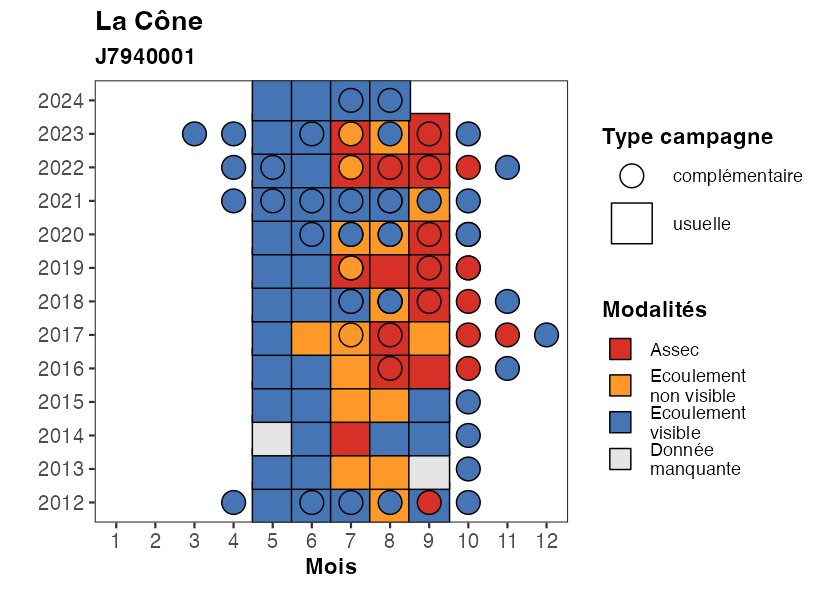 La Cône
J7940001
2024
2023
2022
2021
2020
2019
2018
2017
2016
2015
2014
2013
2012
1 2 3 4 5 6 7 8 9 10 11 12
Mois
Type campagne
complémentaire
usuelle
Modalités
Assec
Ecoulement
non visible
Ecoulement
visible
Donnée
manquante